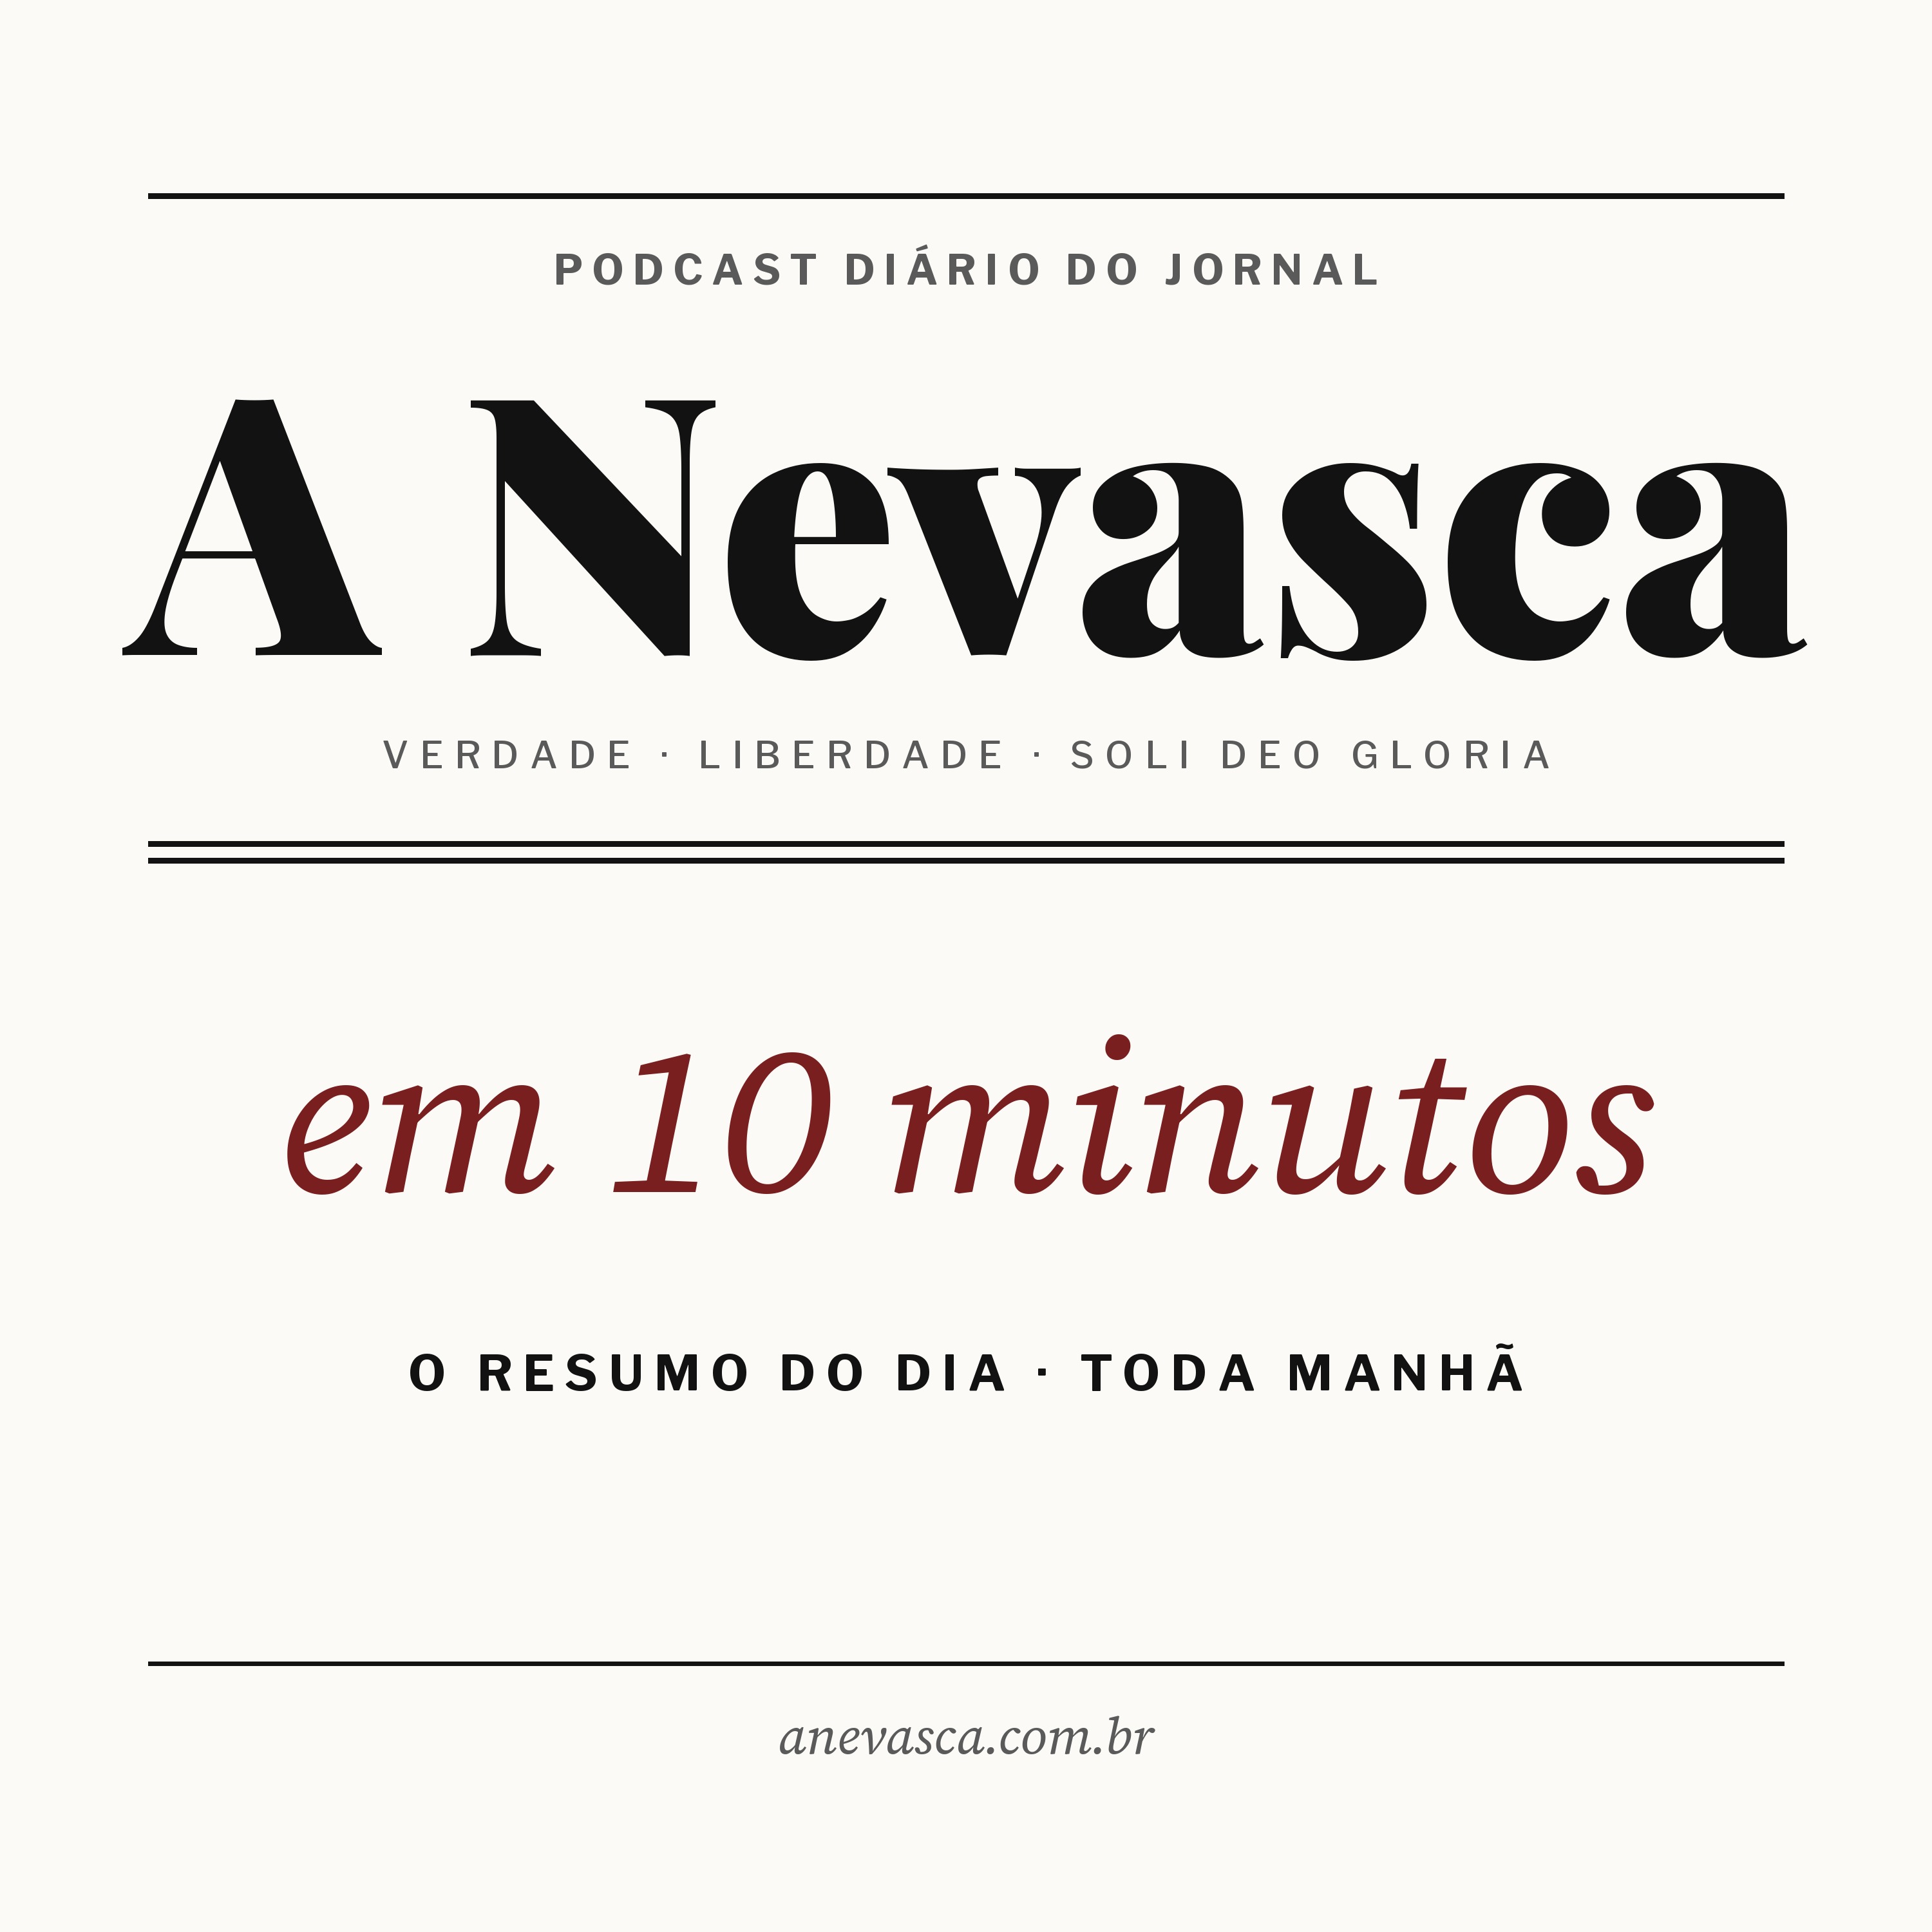 PODCAST DIÁRIO DO JORNAL
A Nevasca
VERDADE · LIBERDADE · SOLI DEO GLORIA
em 10 minutos
O RESUMO DO DIA · TODA MANHÃ
anevasca.com.br